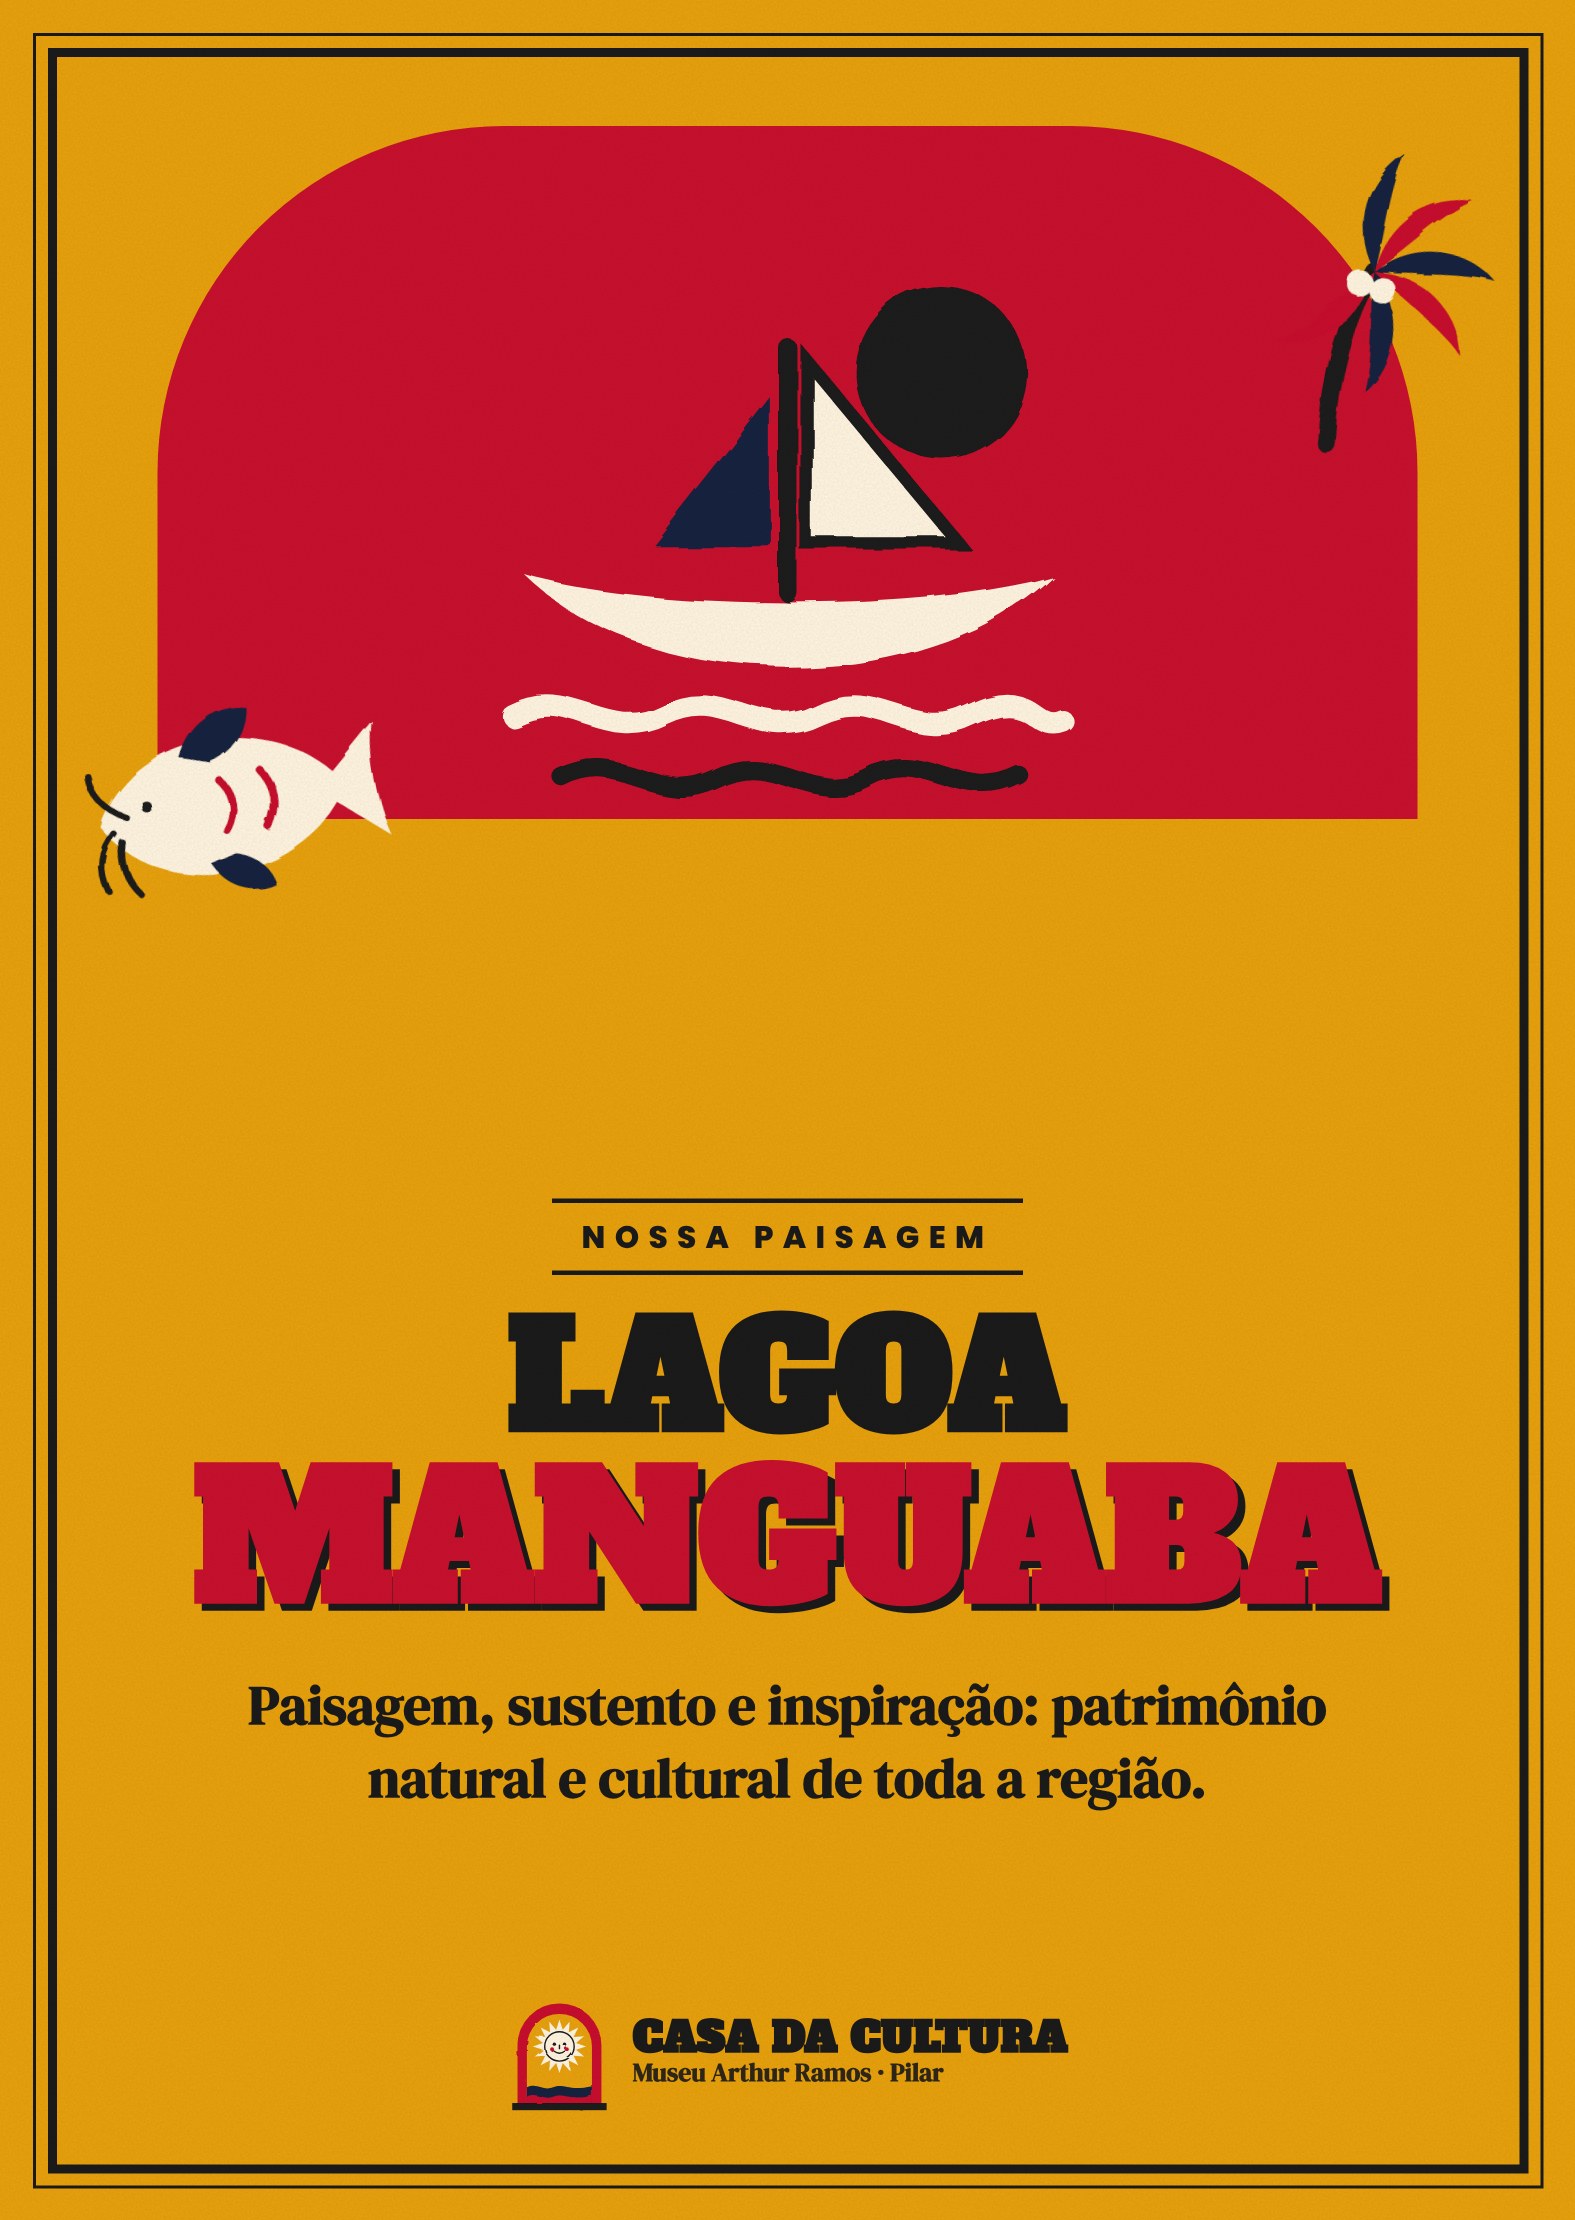 NOSSA PAISAGEM
LAGOA
MANGUABA
Paisagem, sustento e inspiração: patrimônio
natural e cultural de toda a região.
CASA DA CULTURA
Museu Arthur Ramos • Pilar